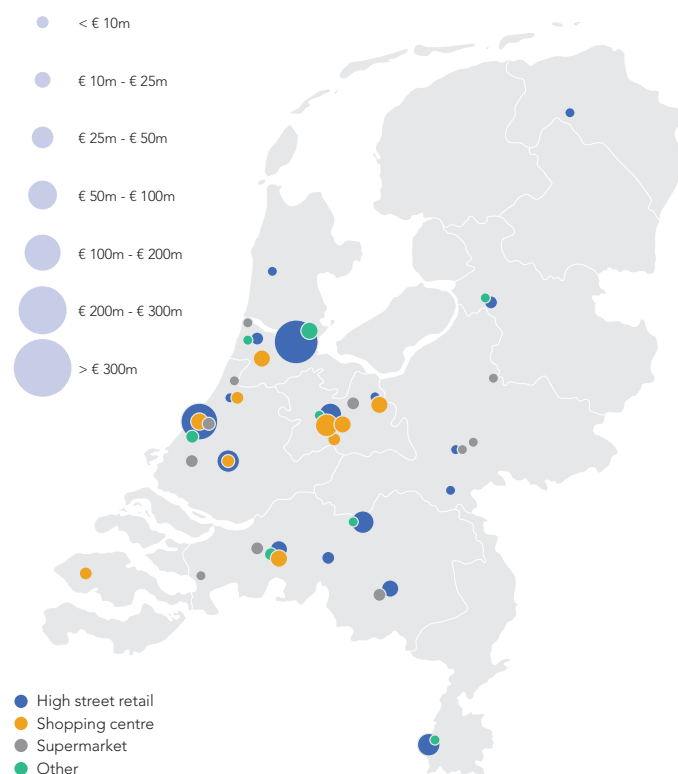 < € 10m
€ 10m - € 25m
€ 25m - € 50m
€ 50m - € 100m
€ 100m - € 200m
€ 200m - € 300m
> € 300m
High street retail
Shopping centre
Supermarket
Other